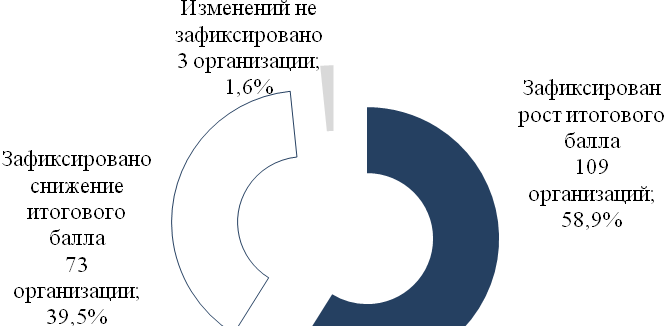 Изменений не
зафиксировано
3 организации;
1,6%
Зафиксирован
рост итогового
балла
109
организаций;
58,9%
Зафиксировано
снижение
итогового
балла
73
организации;
39,5%